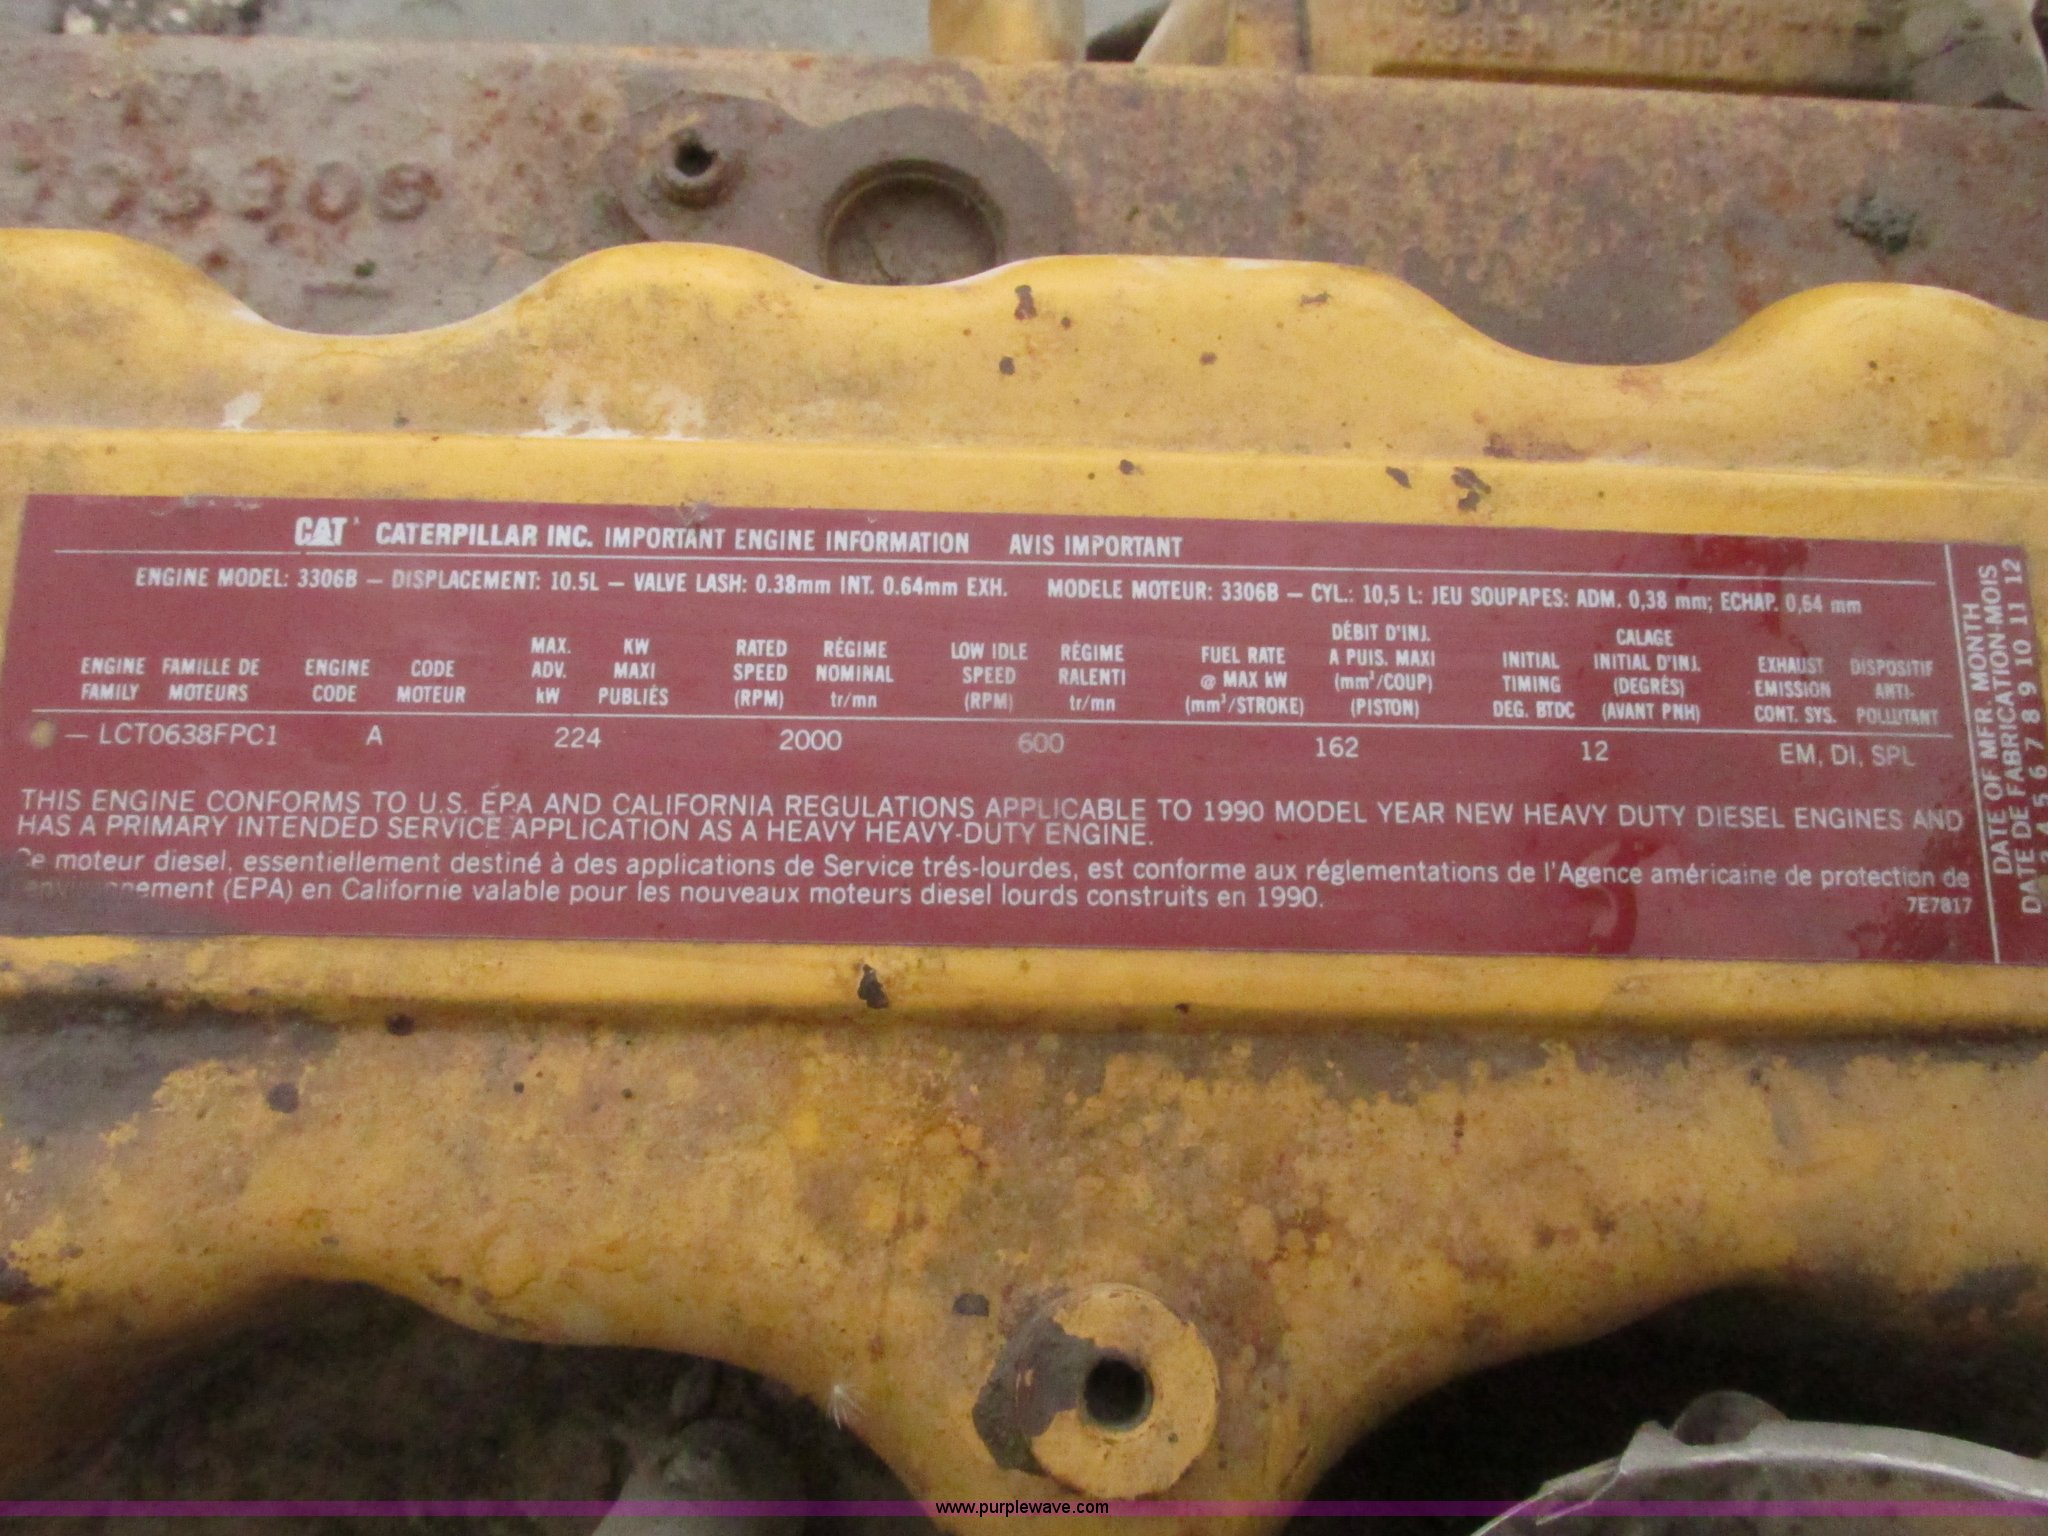 CAT CATERPILLAR INC. IMPORTANT ENGINE INFORMATION AVIS IMPORTANT
ENGINE MODEL: 3306B – DISPLACEMENT: 10.5L – VALVE LASH: 0.38mm INT. 0.64mm EXH. MODELE MOTEUR: 3306B – CYL.: 10,5 L: JEU SOUPAPES: ADM. 0,38 mm; ECHAP. 0,64 mm
ENGINE FAMILY
FAMILLE DE MOTEURS
ENGINE CODE
CODE MOTEUR
MAX. ADV. kW
KW MAXI PUBLIÉS
RATED SPEED (RPM)
RÉGIME NOMINAL tr/mn
LOW IDLE SPEED (RPM)
RÉGIME RALENTI tr/mn
FUEL RATE @ MAX kW (mm³/STROKE)
DÉBIT D'INJ. A PUIS. MAXI (mm³/COUP) (PISTON)
INITIAL TIMING DEG. BTDC
CALAGE INITIAL D'INJ. (DEGRÉS) (AVANT PNH)
EXHAUST EMISSION CONT. SYS.
DISPOSITIF ANTI-POLLUTANT
– LCT0638FPC1 A 224 2000 600 162 12 EM, DI, SPL
THIS ENGINE CONFORMS TO U.S. EPA AND CALIFORNIA REGULATIONS APPLICABLE TO 1990 MODEL YEAR NEW HEAVY DUTY DIESEL ENGINES AND
HAS A PRIMARY INTENDED SERVICE APPLICATION AS A HEAVY HEAVY-DUTY ENGINE.
Ce moteur diesel, essentiellement destiné à des applications de Service trés-lourdes, est conforme aux réglementations de l'Agence américaine de protection de
(EPA) en Californie valable pour les nouveaux moteurs diesel lourds construits en 1990.
7E7817
DATE OF MFR. MONTH
DATE DE FABRICATION-MOIS
4 5 6 7 8 9 10 11 12
www.purplewave.com